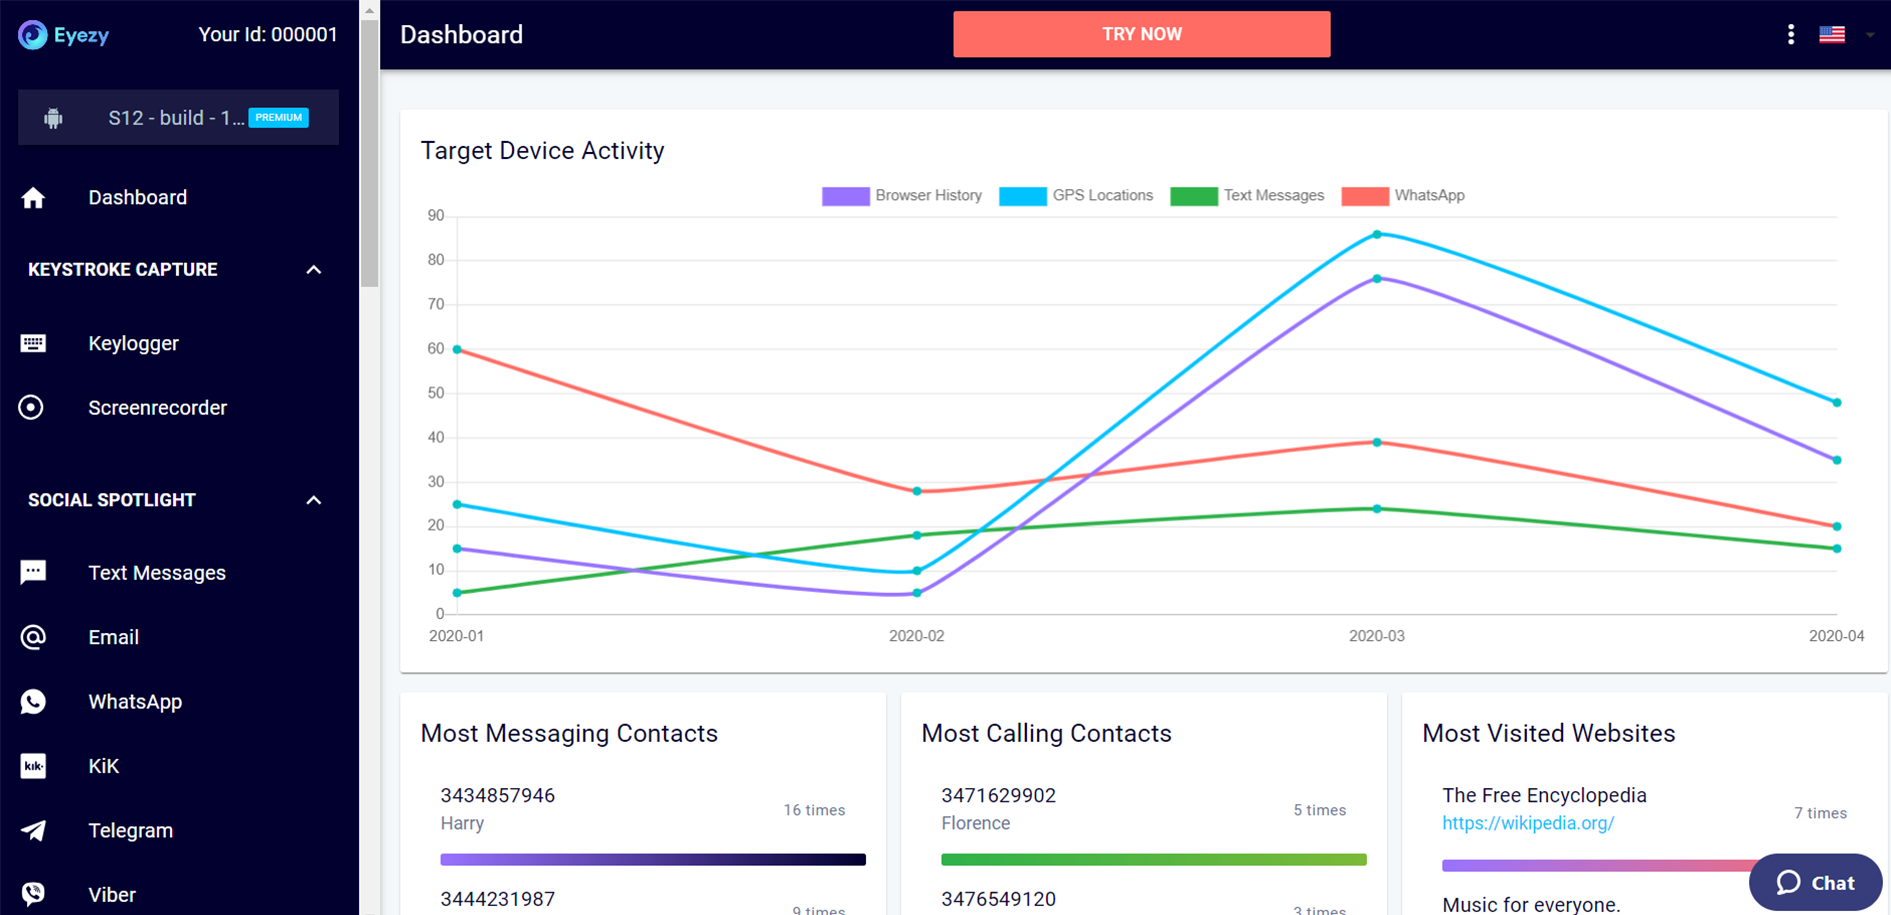 Eyezy
Your Id: 000001
Dashboard
TRY NOW
S12 - build - 1... PREMIUM
Dashboard
KEYSTROKE CAPTURE
Keylogger
Screenrecorder
SOCIAL SPOTLIGHT
Text Messages
Email
WhatsApp
kik.
KiK
Telegram
Viber
Target Device Activity
Browser History
GPS Locations
Text Messages
WhatsApp
90
80
70
60
50
40
30
20
10
0
2020-01
2020-02
2020-03
2020-04
Most Messaging Contacts
3434857946
Harry
16 times
3444231987
9 times
Most Calling Contacts
3471629902
Florence
5 times
3476549120
3 times
Most Visited Websites
The Free Encyclopedia
https://wikipedia.org/
7 times
Music for everyone.
Chat